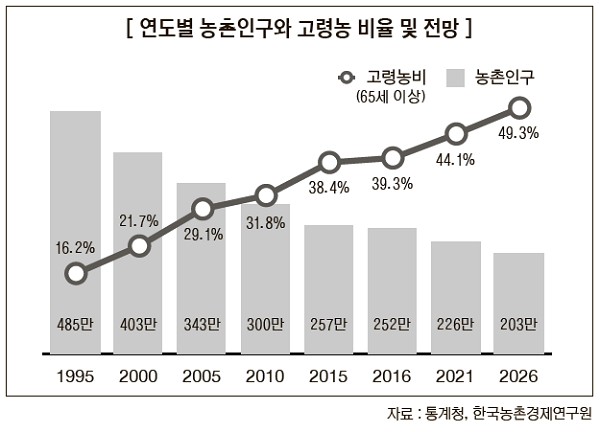 [ 연도별 농촌인구와 고령농 비율 및 전망 ]
고령농비 농촌인구
(65세 이상)
16.2% 21.7% 29.1% 31.8% 38.4% 39.3% 44.1% 49.3%
485만 403만 343만 300만 257만 252만 226만 203만
1995 2000 2005 2010 2015 2016 2021 2026
자료 : 통계청, 한국농촌경제연구원